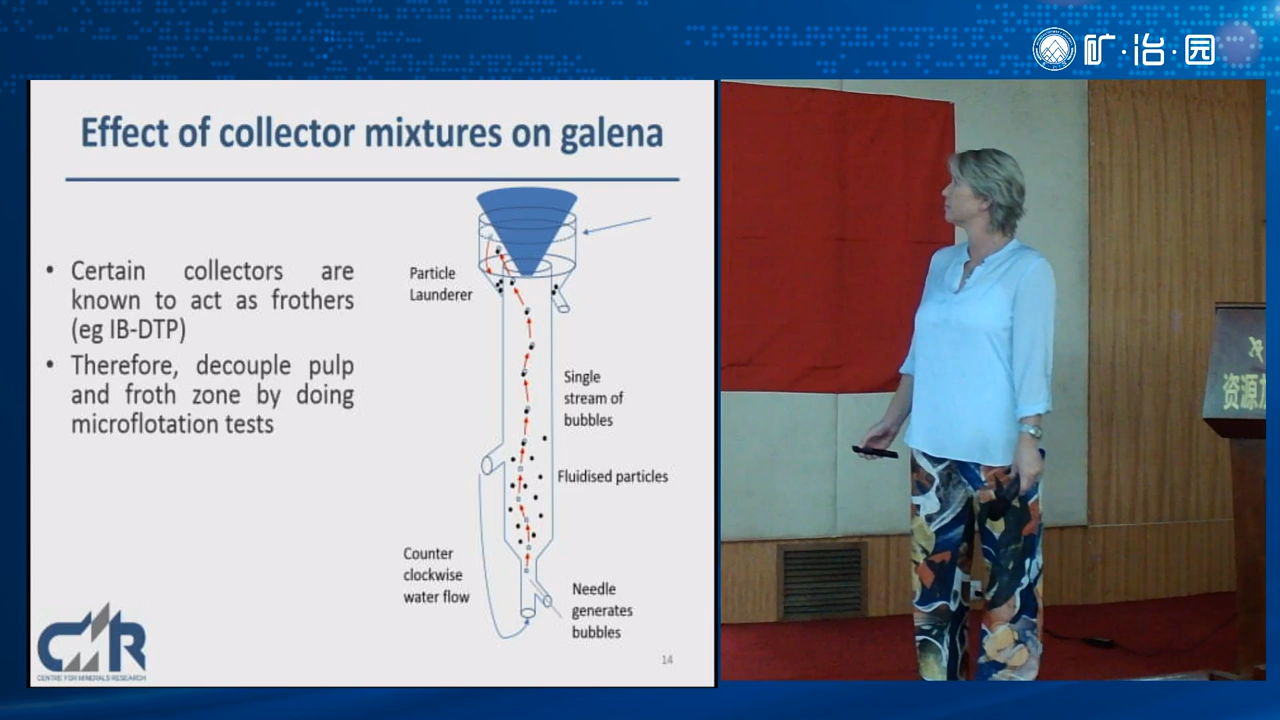 矿·冶·园
Effect of collector mixtures on galena
• Certain collectors are
known to act as frothers
(eg IB-DTP)
• Therefore, decouple pulp
and froth zone by doing
microflotation tests
Particle
Launderer
Single
stream of
bubbles
Fluidised particles
Counter
clockwise
water flow
Needle
generates
bubbles
CMR
CENTRE FOR MINERALS RESEARCH
14
资源加